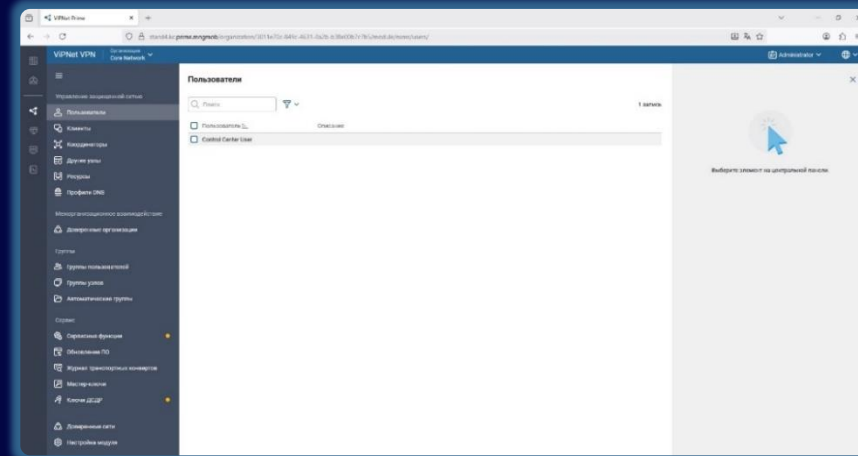 ViPNet Prime
ViPNet VPN
Организация
Core Network
Administrator
Управление защищенной сетью
Пользователи
Клиенты
Координаторы
Другие узлы
Ресурсы
Профили DNS
Межорганизационное взаимодействие
Доверенные организации
Группы
Группы пользователей
Группы узлов
Автоматические группы
Сервис
Сервисные функции
Обновление ПО
Журнал транспортных конвертов
Мастер-ключи
Ключи ДСДР
Доверенные сети
Настройки модуля
Пользователи
Поиск
1 запись
Пользователи
Описание
Control Center User
Выберите элемент на центральной панели